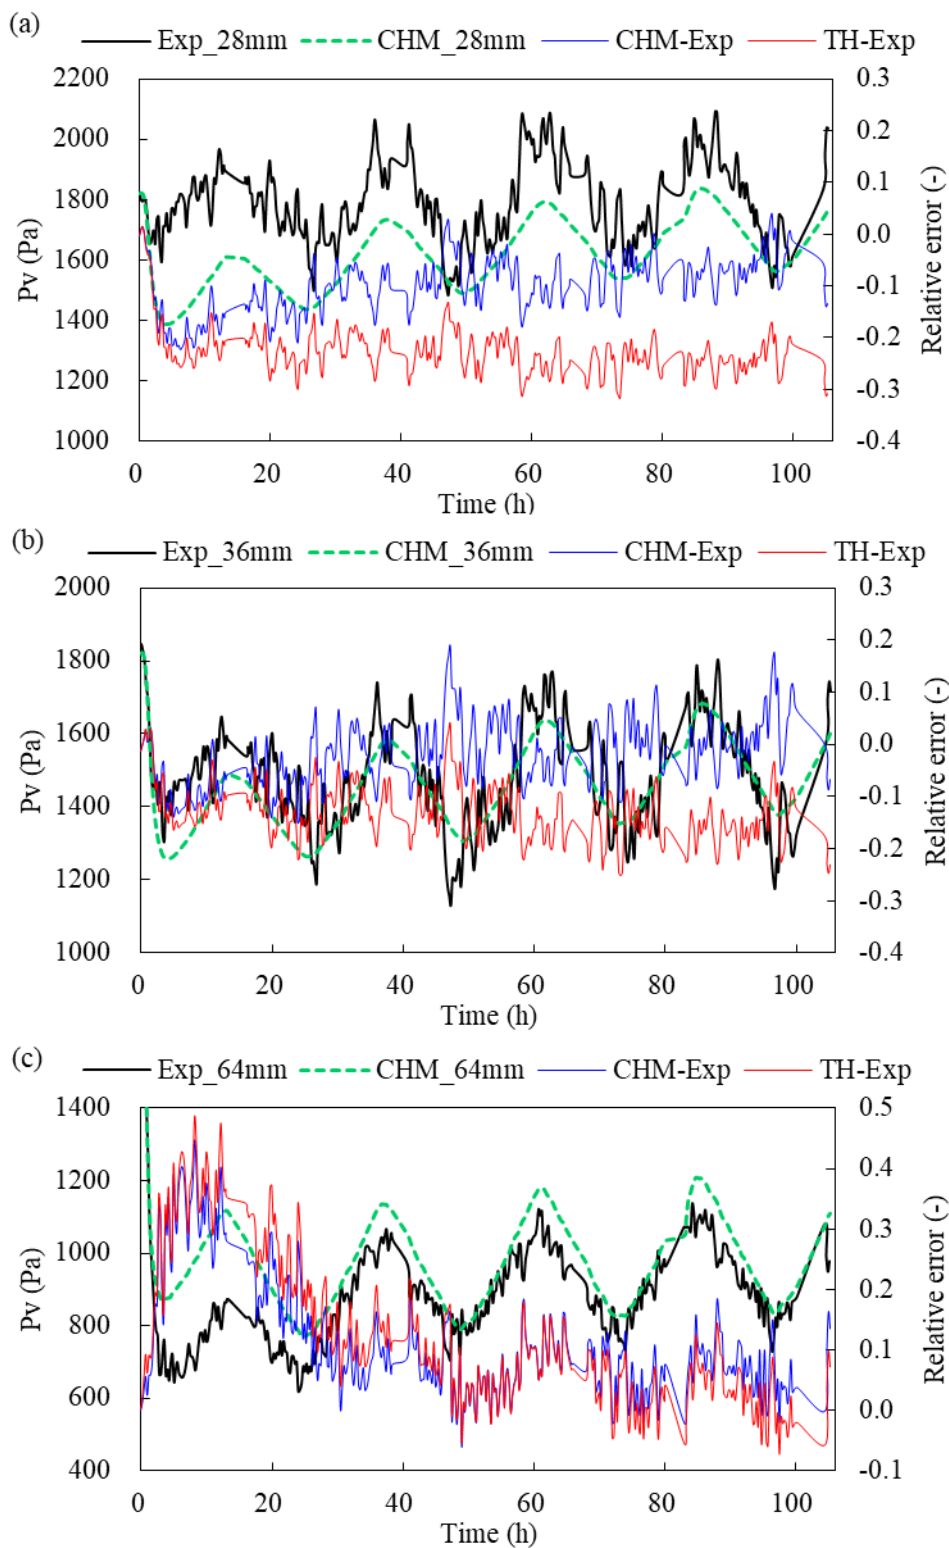 (a)
Exp_28mm CHM_28mm CHM-Exp TH-Exp
2200 0.3
2000 0.2
1800 0.1
1600 0.0
1400 -0.1
1200 -0.2
1000 -0.3
-0.4
Pv (Pa)
Relative error (-)
0 20 40 60 80 100
Time (h)
(b)
Exp_36mm CHM_36mm CHM-Exp TH-Exp
2000 0.3
1800 0.2
1600 0.1
1400 0.0
1200 -0.1
1000 -0.2
-0.3
-0.4
Pv (Pa)
Relative error (-)
0 20 40 60 80 100
Time (h)
(c)
Exp_64mm CHM_64mm CHM-Exp TH-Exp
1400 0.5
1200 0.4
1000 0.3
800 0.2
600 0.1
400 0.0
-0.1
Pv (Pa)
Relative error (-)
0 20 40 60 80 100
Time (h)